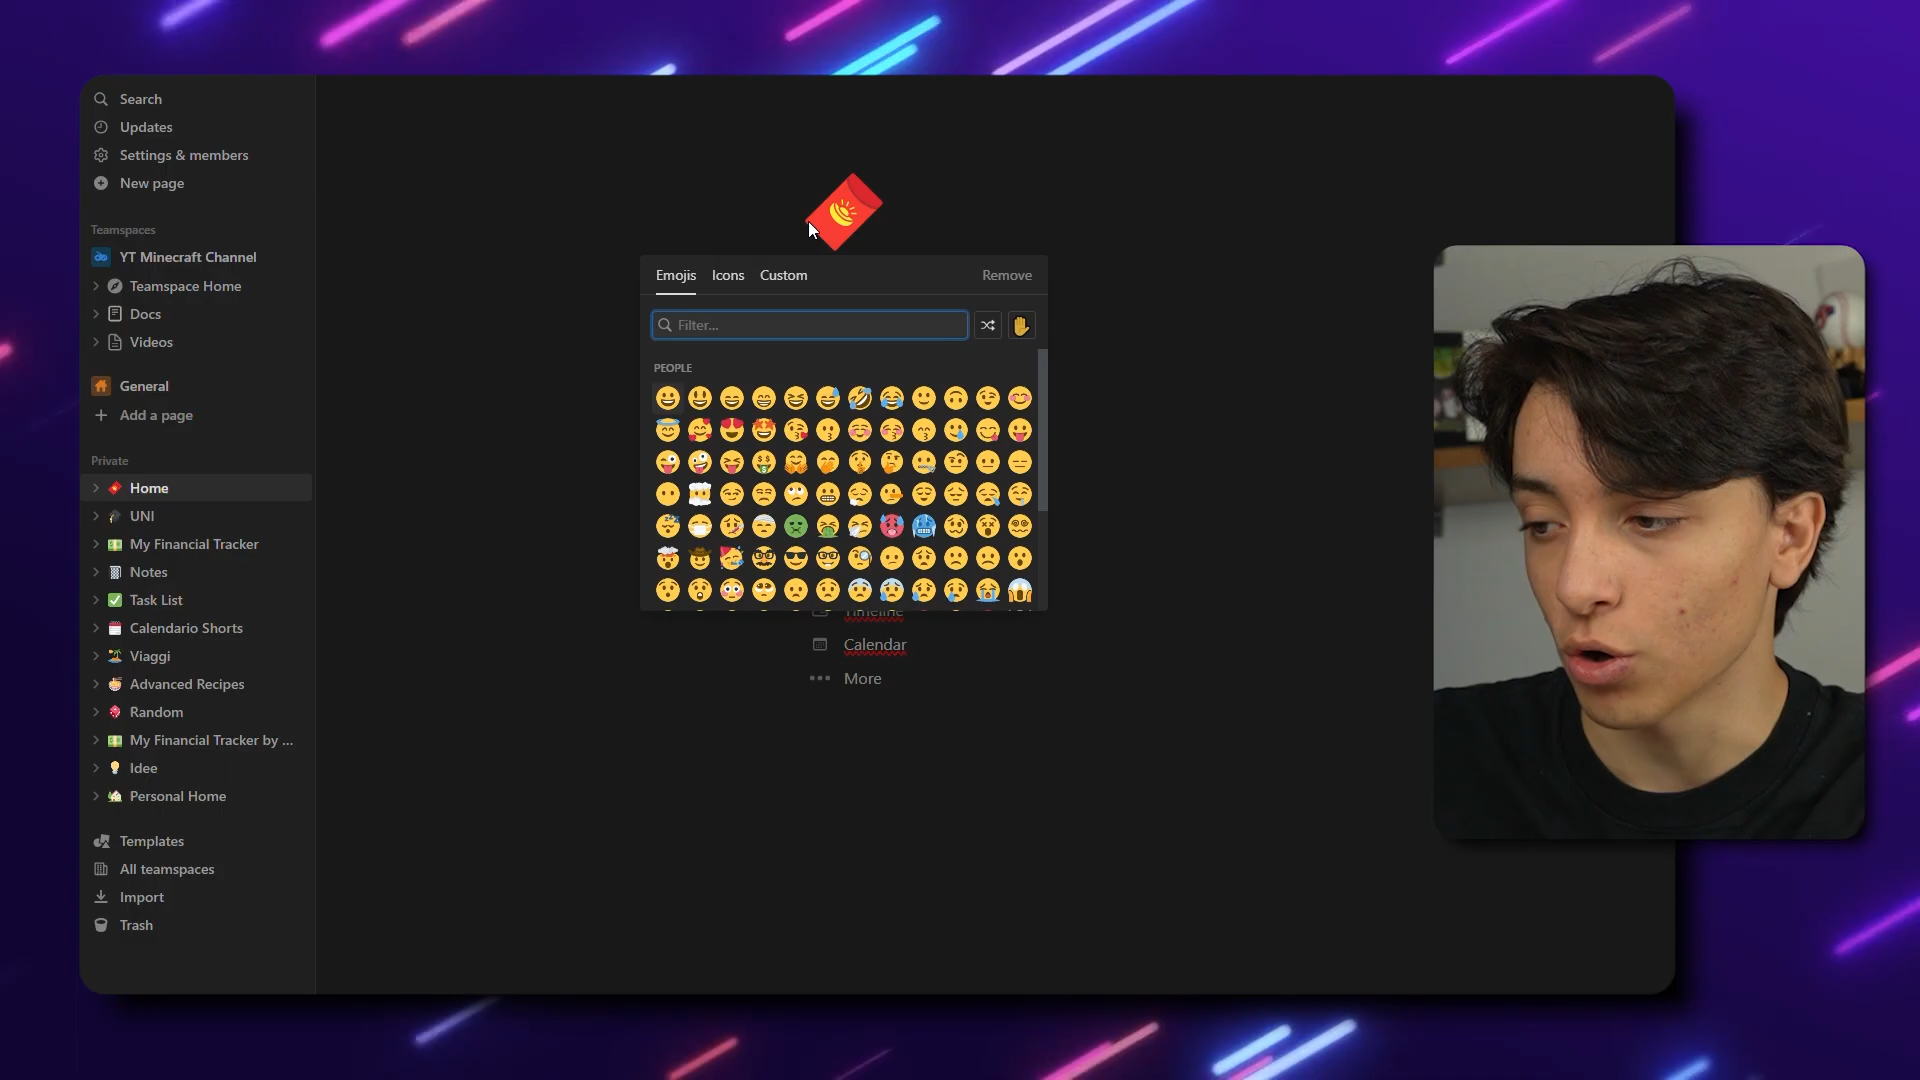 Search
Updates
Settings & members
New page
Teamspaces
YT Minecraft Channel
Teamspace Home
Docs
Videos
General
Add a page
Private
Home
UNI
My Financial Tracker
Notes
Task List
Calendario Shorts
Viaggi
Advanced Recipes
Random
My Financial Tracker by ...
Idee
Personal Home
Templates
All teamspaces
Import
Trash
Emojis Icons Custom Remove
Filter...
PEOPLE
Timeline
Calendar
More